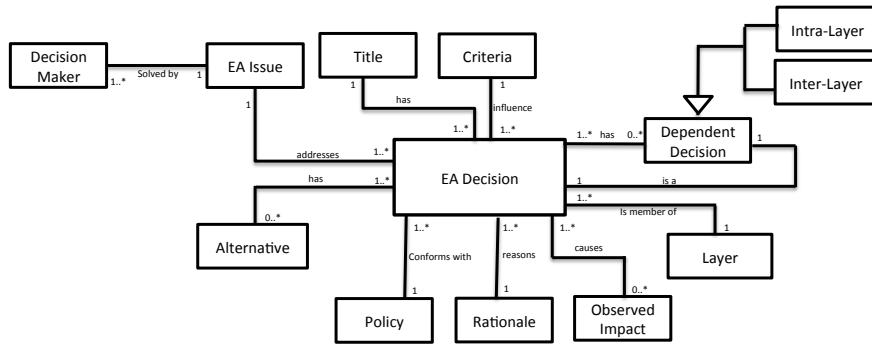 Intra-Layer
Inter-Layer
Decision
Maker
1..*
Solved by
1
EA Issue
Title
Criteria
1
1
1
has
influence
1..*
1..*
addresses
1..*
has
1..*
0..*
Alternative
EA Decision
1..*
has
0..*
Dependent
Decision
1
1
is a
1..*
Is member of
1
Layer
1..*
Conforms with
1
Policy
1..*
reasons
1
Rationale
1..*
causes
0..*
Observed
Impact